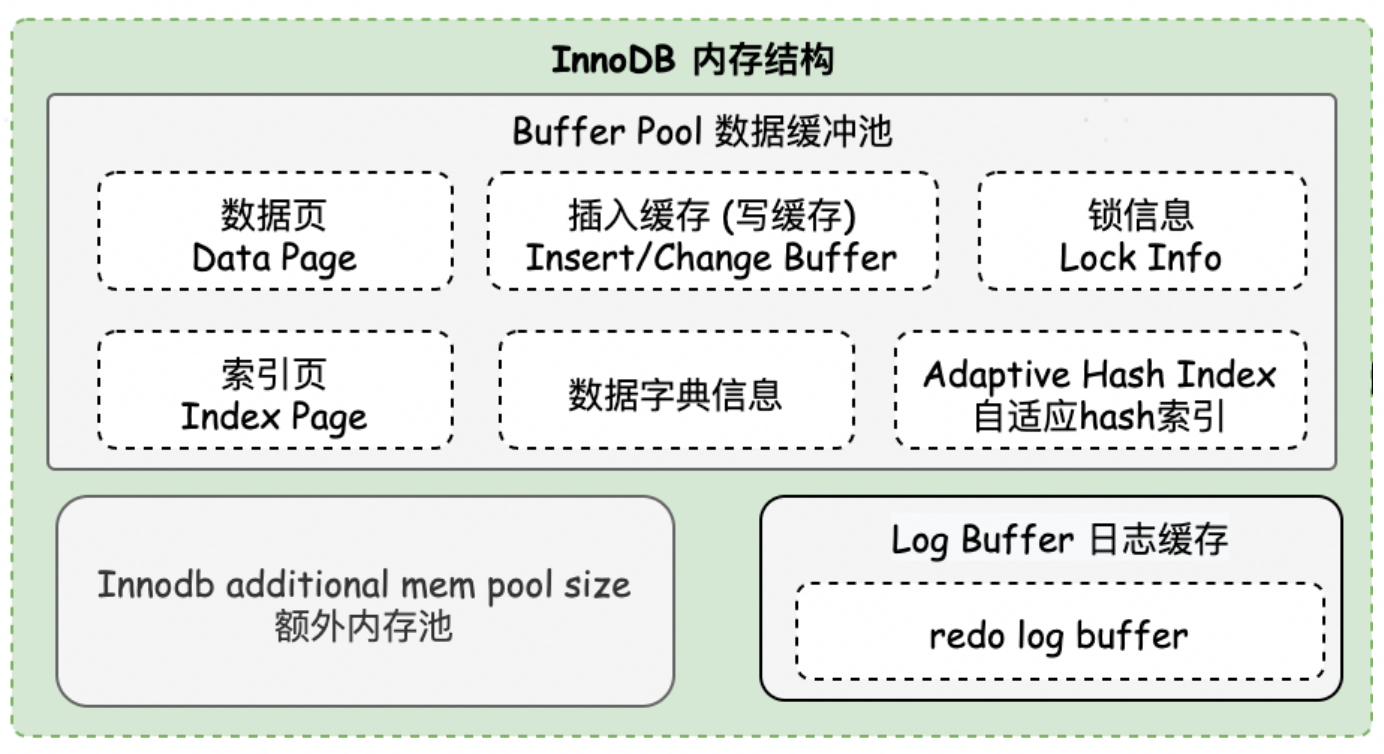 InnoDB 内存结构
Buffer Pool 数据缓冲池
数据页
Data Page
插入缓存 (写缓存)
Insert/Change Buffer
锁信息
Lock Info
索引页
Index Page
数据字典信息
Adaptive Hash Index
自适应hash索引
Innodb additional mem pool size
额外内存池
Log Buffer 日志缓存
redo log buffer